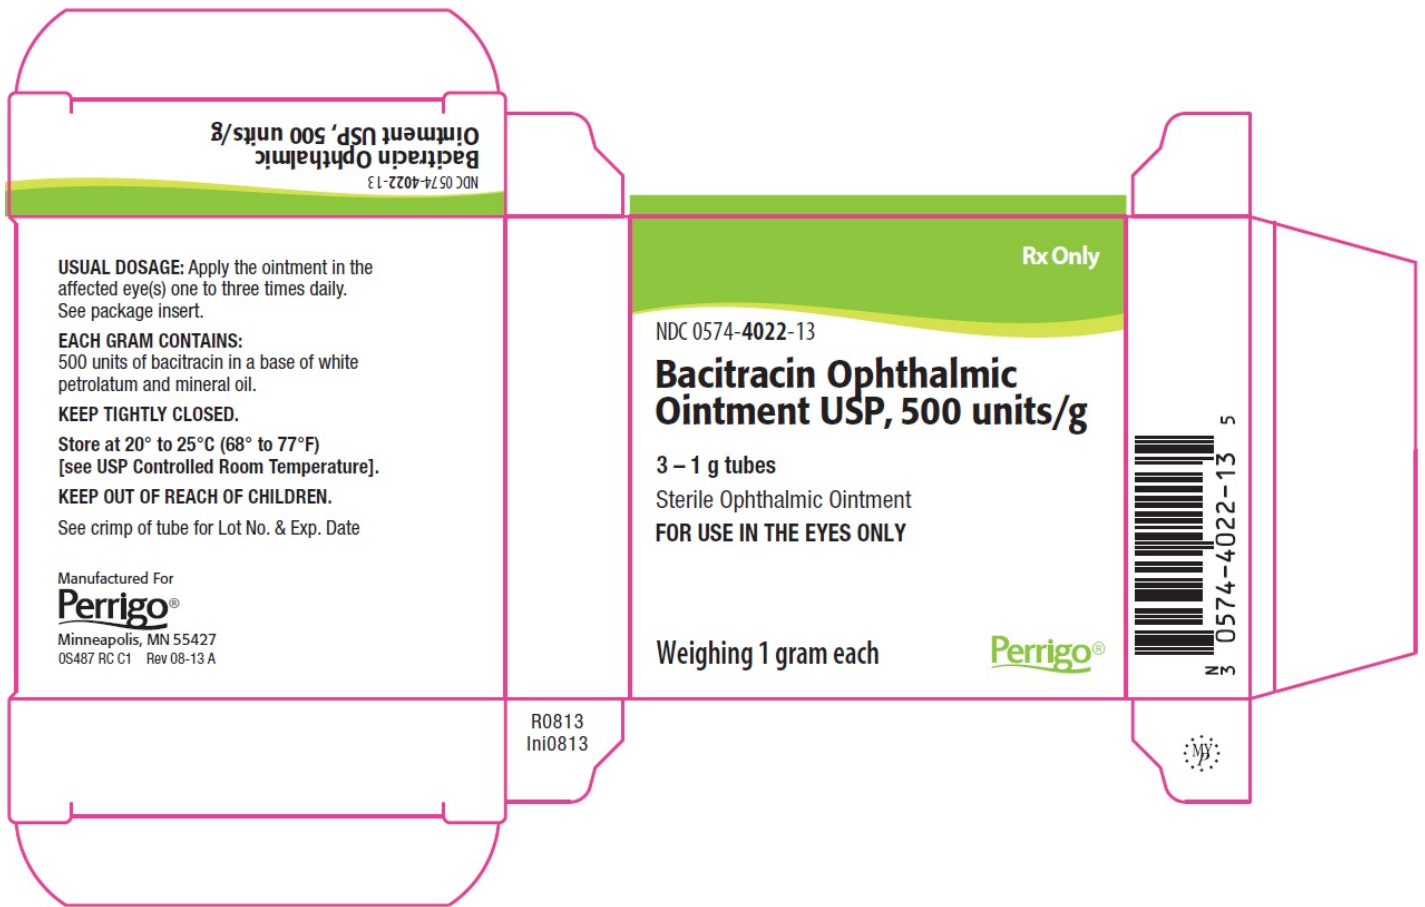 Bacitracin Ophthalmic
Ointment USP, 500 units/g
NDC 0574-4022-13
USUAL DOSAGE: Apply the ointment in the
affected eye(s) one to three times daily.
See package insert.
EACH GRAM CONTAINS:
500 units of bacitracin in a base of white
petrolatum and mineral oil.
KEEP TIGHTLY CLOSED.
Store at 20° to 25°C (68° to 77°F)
[see USP Controlled Room Temperature].
KEEP OUT OF REACH OF CHILDREN.
See crimp of tube for Lot No. & Exp. Date
Manufactured For
Perrigo®
Minneapolis, MN 55427
0S487 RC C1 Rev 08-13 A
R0813
Ini0813
Rx Only
NDC 0574-4022-13
Bacitracin Ophthalmic
Ointment USP, 500 units/g
3 – 1 g tubes
Sterile Ophthalmic Ointment
FOR USE IN THE EYES ONLY
Weighing 1 gram each
Perrigo®
N
3 0574-4022-13 5
MY
P